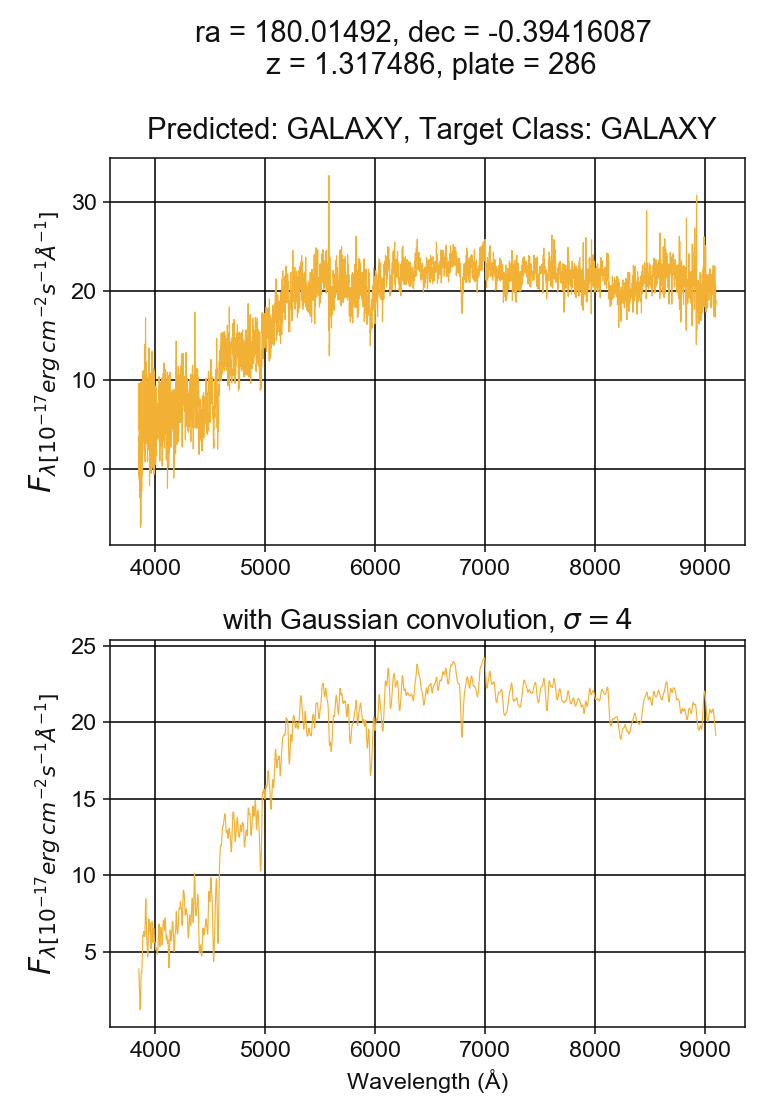 ra = 180.01492, dec = -0.39416087
z = 1.317486, plate = 286
Predicted: GALAXY, Target Class: GALAXY
F_λ[10^{-17} erg cm^{-2} s^{-1} Å^{-1}]
30
20
10
0
4000 5000 6000 7000 8000 9000
with Gaussian convolution, σ = 4
F_λ[10^{-17} erg cm^{-2} s^{-1} Å^{-1}]
25
20
15
10
5
4000 5000 6000 7000 8000 9000
Wavelength (Å)